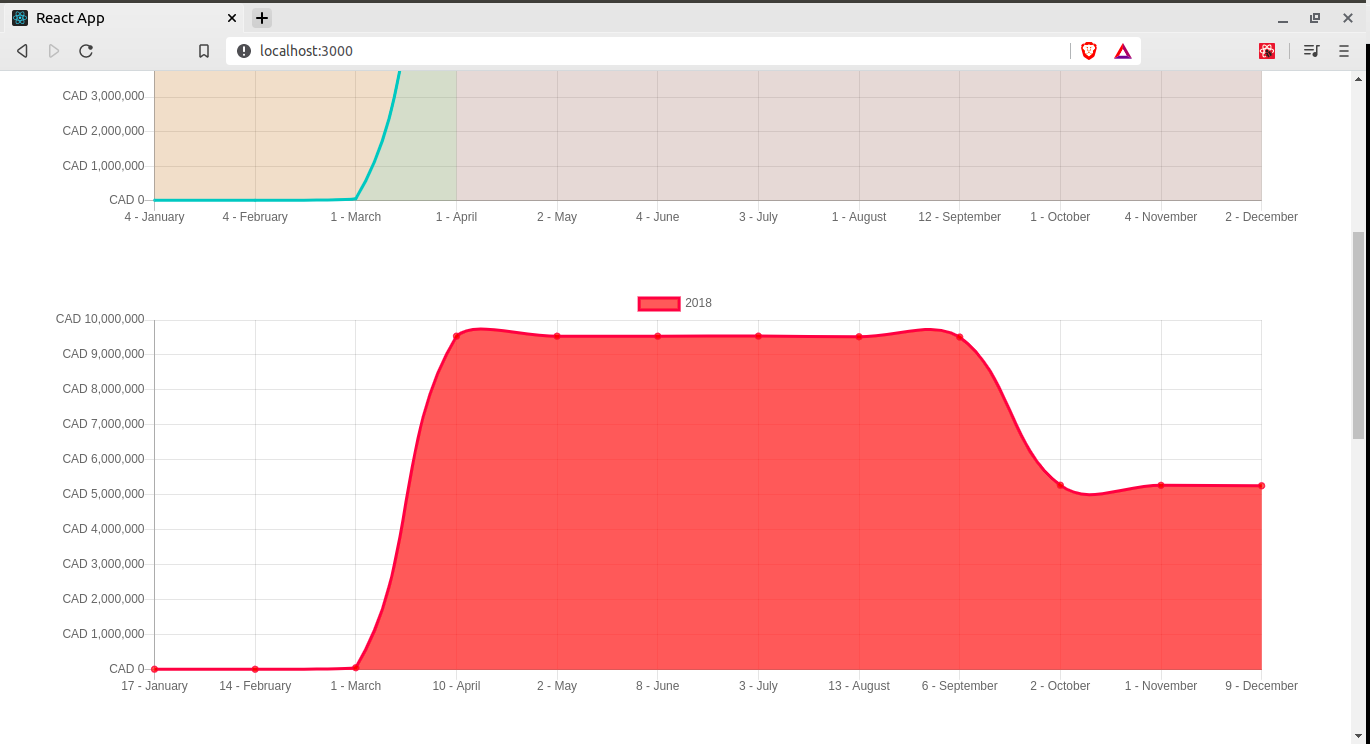 React App
localhost:3000
CAD 3,000,000
CAD 2,000,000
CAD 1,000,000
CAD 0
4 - January 4 - February 1 - March 1 - April 2 - May 4 - June 3 - July 1 - August 12 - September 1 - October 4 - November 2 - December
2018
CAD 10,000,000
CAD 9,000,000
CAD 8,000,000
CAD 7,000,000
CAD 6,000,000
CAD 5,000,000
CAD 4,000,000
CAD 3,000,000
CAD 2,000,000
CAD 1,000,000
CAD 0
17 - January 14 - February 1 - March 10 - April 2 - May 8 - June 3 - July 13 - August 6 - September 2 - October 1 - November 9 - December